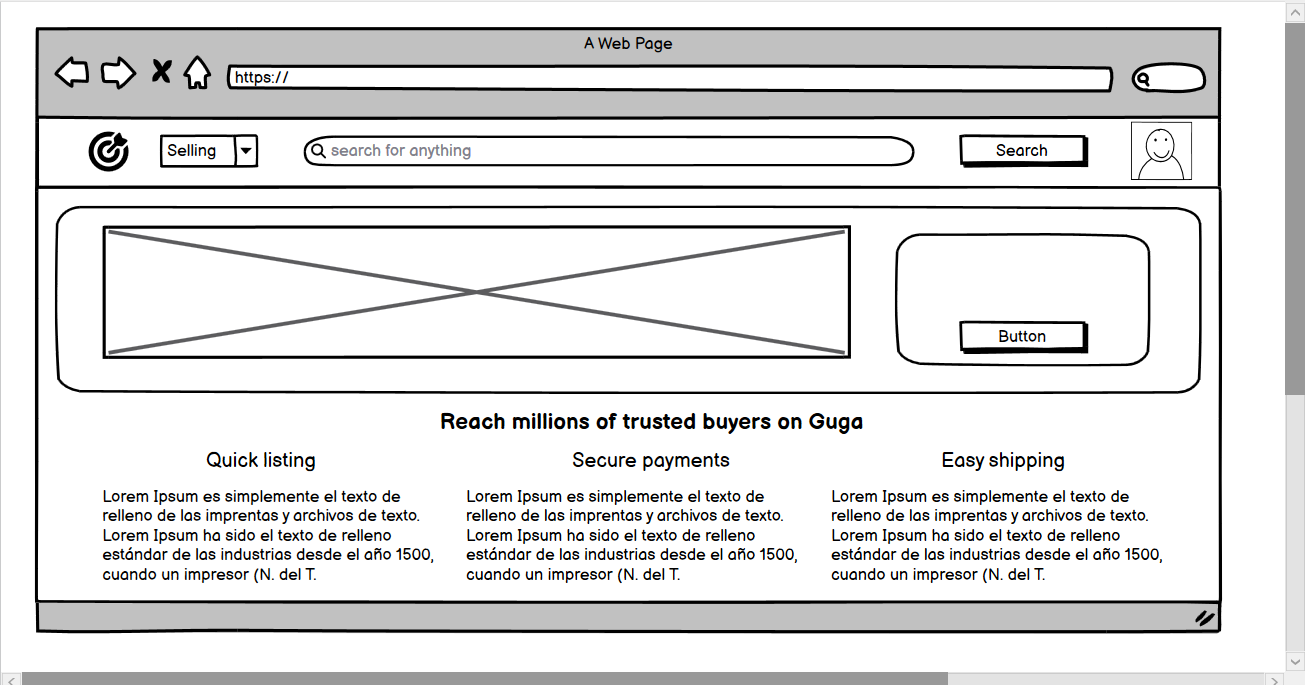 A Web Page
https://
Selling
search for anything
Search
Button
Reach millions of trusted buyers on Guga
Quick listing
Lorem Ipsum es simplemente el texto de
relleno de las imprentas y archivos de texto.
Lorem Ipsum ha sido el texto de relleno
estándar de las industrias desde el año 1500,
cuando un impresor (N. del T.
Secure payments
Lorem Ipsum es simplemente el texto de
relleno de las imprentas y archivos de texto.
Lorem Ipsum ha sido el texto de relleno
estándar de las industrias desde el año 1500,
cuando un impresor (N. del T.
Easy shipping
Lorem Ipsum es simplemente el texto de
relleno de las imprentas y archivos de texto.
Lorem Ipsum ha sido el texto de relleno
estándar de las industrias desde el año 1500,
cuando un impresor (N. del T.